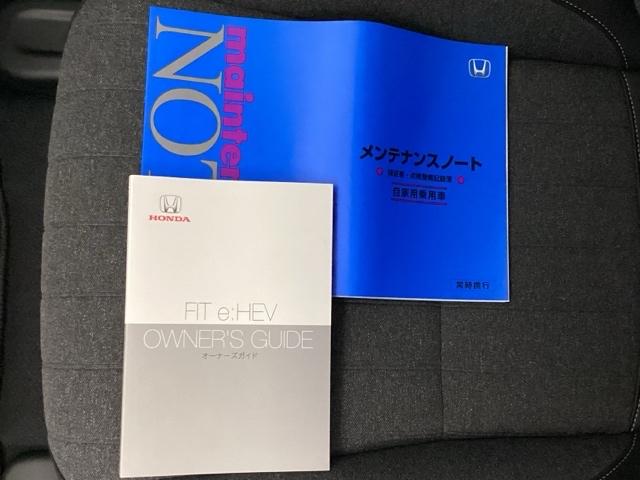 mainten
NOT
メンテナンスノート
保証書・点検整備記録簿
自家用乗用車
常時携行
HONDA
FIT e:HEV
OWNER'S GUIDE
オーナーズガイド